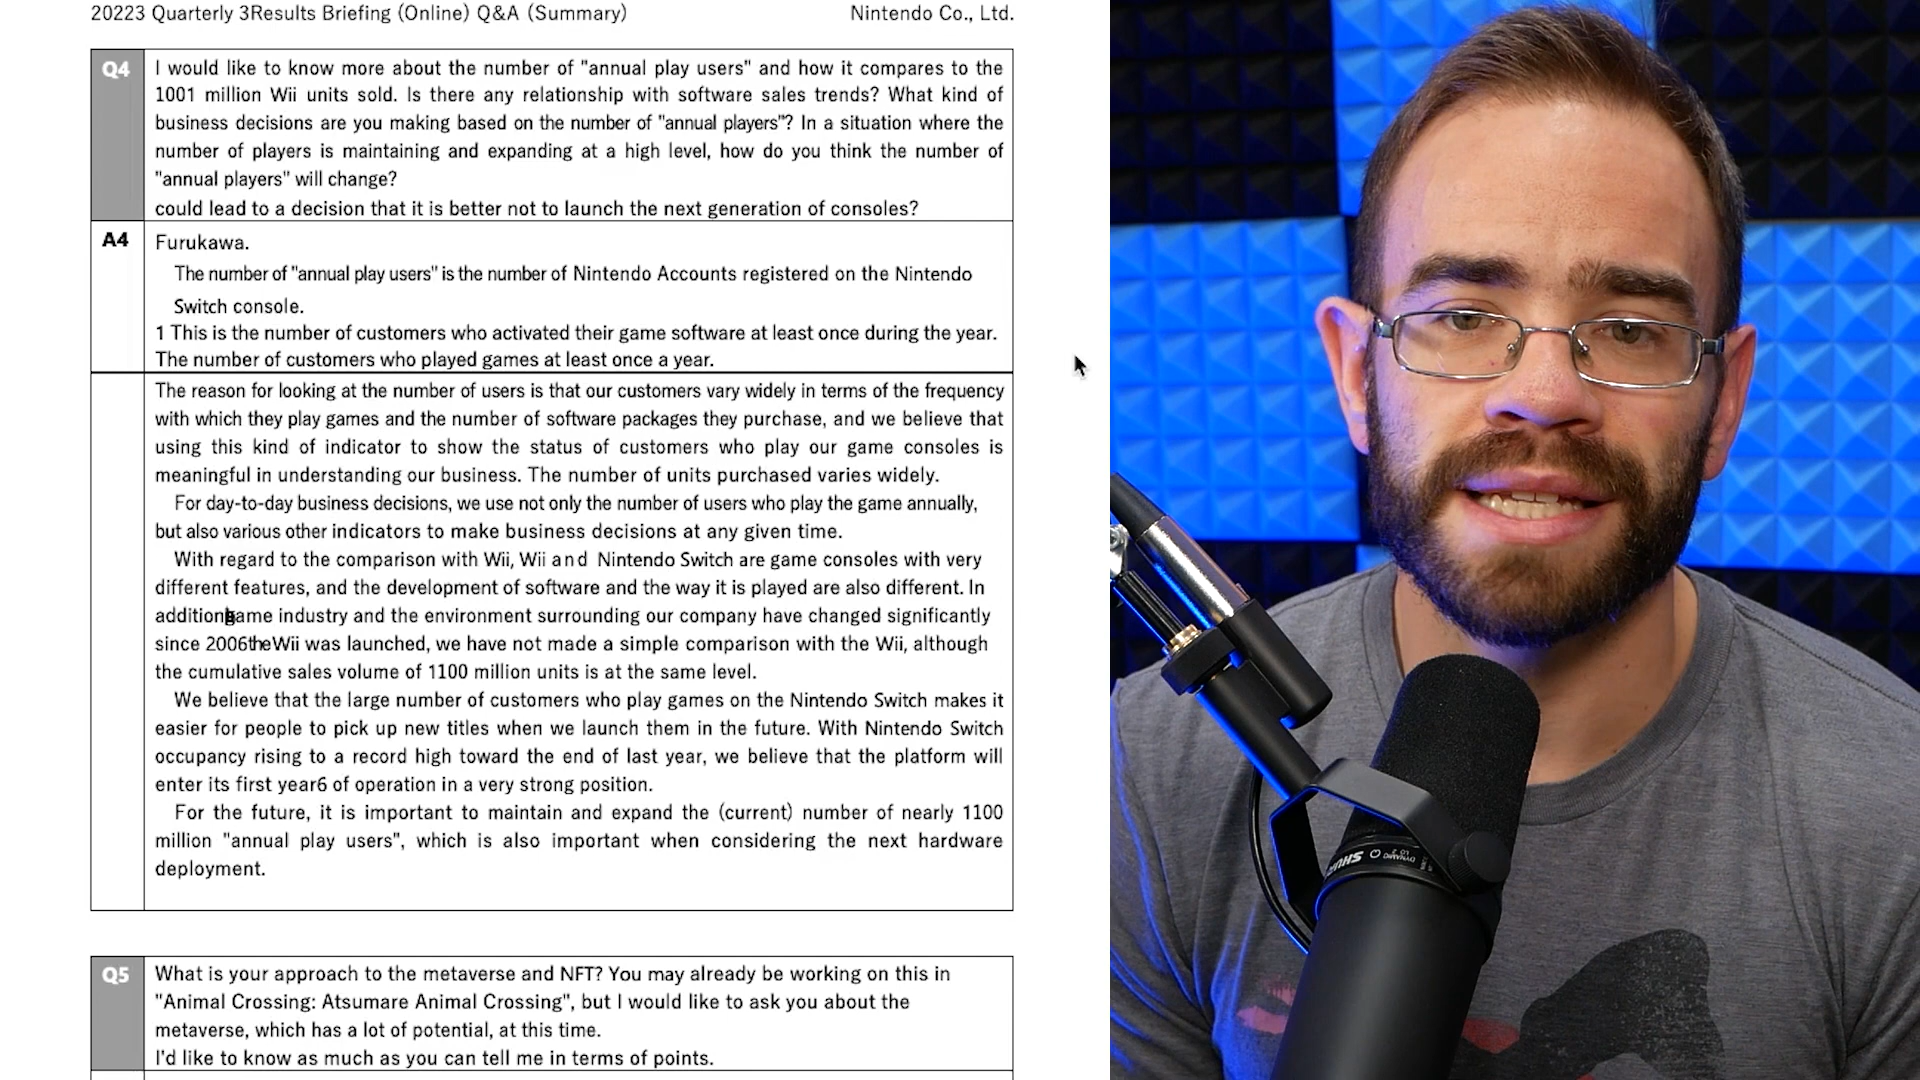 20223 Quarterly 3Results Briefing (Online) Q&A (Summary)
Nintendo Co., Ltd.
Q4
I would like to know more about the number of "annual play users" and how it compares to the
1001 million Wii units sold. Is there any relationship with software sales trends? What kind of
business decisions are you making based on the number of "annual players"? In a situation where the
number of players is maintaining and expanding at a high level, how do you think the number of
"annual players" will change?
could lead to a decision that it is better not to launch the next generation of consoles?
A4
Furukawa.
The number of "annual play users" is the number of Nintendo Accounts registered on the Nintendo
Switch console.
1 This is the number of customers who activated their game software at least once during the year.
The number of customers who played games at least once a year.
The reason for looking at the number of users is that our customers vary widely in terms of the frequency
with which they play games and the number of software packages they purchase, and we believe that
using this kind of indicator to show the status of customers who play our game consoles is
meaningful in understanding our business. The number of units purchased varies widely.
For day-to-day business decisions, we use not only the number of users who play the game annually,
but also various other indicators to make business decisions at any given time.
With regard to the comparison with Wii, Wii and Nintendo Switch are game consoles with very
different features, and the development of software and the way it is played are also different. In
addition game industry and the environment surrounding our company have changed significantly
since 2006theWii was launched, we have not made a simple comparison with the Wii, although
the cumulative sales volume of 1100 million units is at the same level.
We believe that the large number of customers who play games on the Nintendo Switch makes it
easier for people to pick up new titles when we launch them in the future. With Nintendo Switch
occupancy rising to a record high toward the end of last year, we believe that the platform will
enter its first year6 of operation in a very strong position.
For the future, it is important to maintain and expand the (current) number of nearly 1100
million "annual play users", which is also important when considering the next hardware
deployment.
Q5
What is your approach to the metaverse and NFT? You may already be working on this in
"Animal Crossing: Atsumare Animal Crossing", but I would like to ask you about the
metaverse, which has a lot of potential, at this time.
I'd like to know as much as you can tell me in terms of points.
SHURE